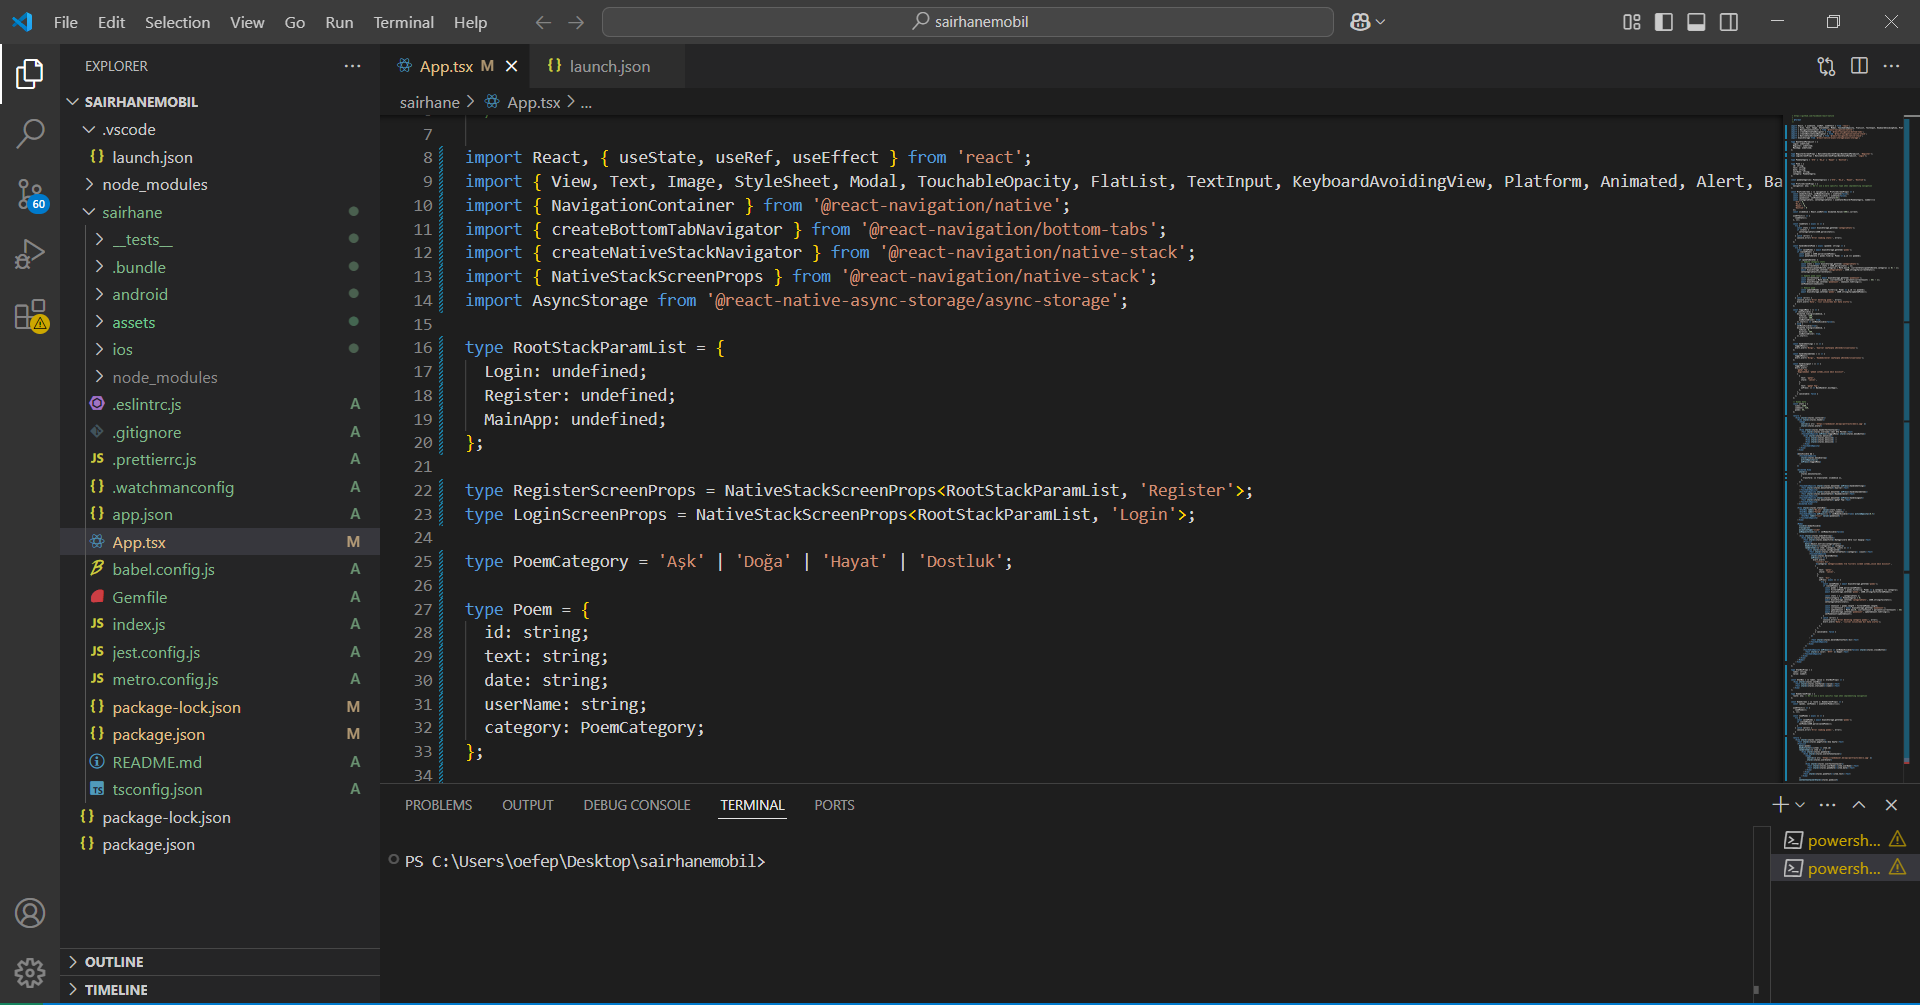 File Edit Selection View Go Run Terminal Help
sairhanemobil
EXPLORER
SAIRHANEMOBIL
.vscode
launch.json
node_modules
sairhane
__tests__
.bundle
android
assets
ios
node_modules
.eslintrc.js A
.gitignore A
.prettierrc.js A
.watchmanconfig A
app.json A
App.tsx M
babel.config.js A
Gemfile A
index.js A
jest.config.js A
metro.config.js A
package-lock.json M
package.json M
README.md A
tsconfig.json A
package-lock.json
package.json
OUTLINE
TIMELINE
60
App.tsx M launch.json
sairhane > App.tsx > ...
7
8 import React, { useState, useRef, useEffect } from 'react';
9 import { View, Text, Image, StyleSheet, Modal, TouchableOpacity, FlatList, TextInput, KeyboardAvoidingView, Platform, Animated, Alert, Ba
10 import { NavigationContainer } from '@react-navigation/native';
11 import { createBottomTabNavigator } from '@react-navigation/bottom-tabs';
12 import { createNativeStackNavigator } from '@react-navigation/native-stack';
13 import { NativeStackScreenProps } from '@react-navigation/native-stack';
14 import AsyncStorage from '@react-native-async-storage/async-storage';
15
16 type RootStackParamList = {
17 Login: undefined;
18 Register: undefined;
19 MainApp: undefined;
20 };
21
22 type RegisterScreenProps = NativeStackScreenProps<RootStackParamList, 'Register'>;
23 type LoginScreenProps = NativeStackScreenProps<RootStackParamList, 'Login'>;
24
25 type PoemCategory = 'Aşk' | 'Doğa' | 'Hayat' | 'Dostluk';
26
27 type Poem = {
28 id: string;
29 text: string;
30 date: string;
31 userName: string;
32 category: PoemCategory;
33 };
34
PROBLEMS OUTPUT DEBUG CONSOLE TERMINAL PORTS
PS C:\Users\oefep\Desktop\sairhanemobil>
powersh...
powersh...